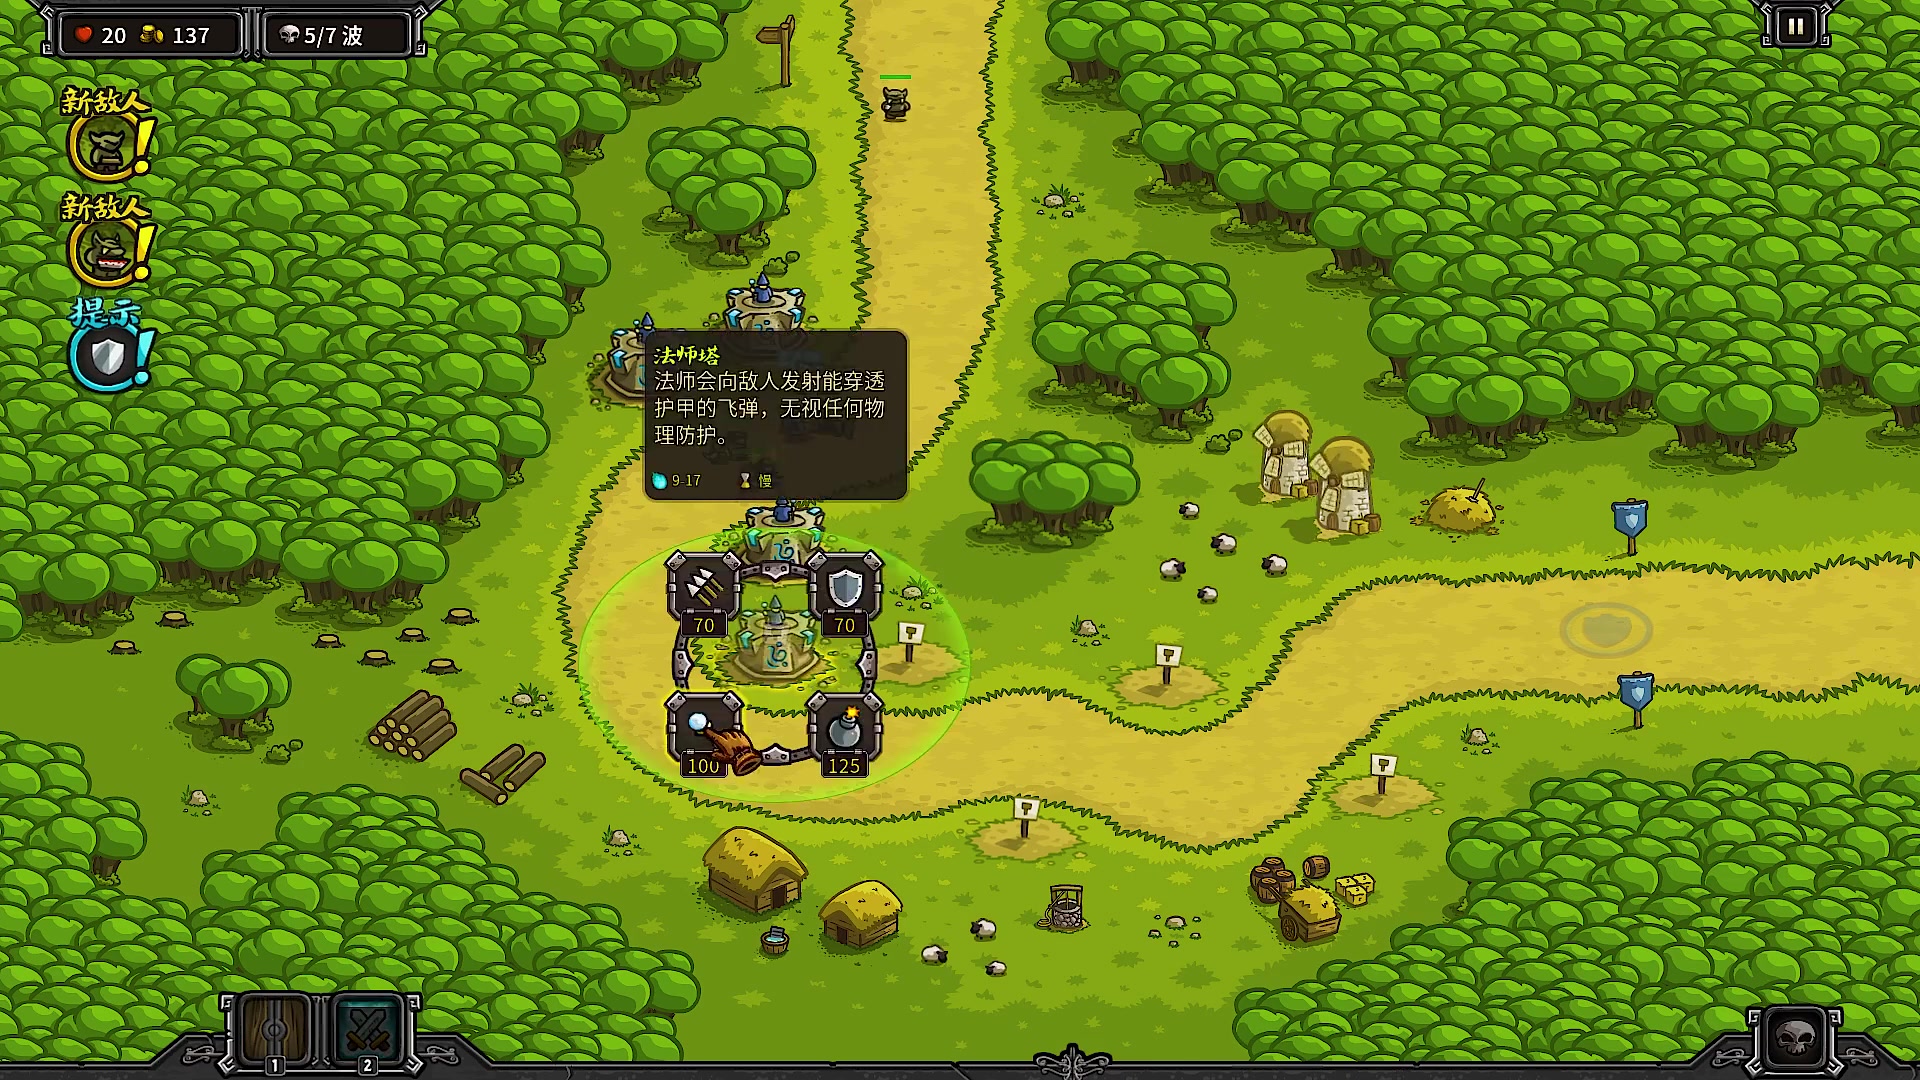 20 137 5/7 波
新敌人
新敌人
提示
法师塔
法师会向敌人发射能穿透
护甲的飞弹，无视任何物
理防护。
9-17 慢
70 70
100 125
1 2